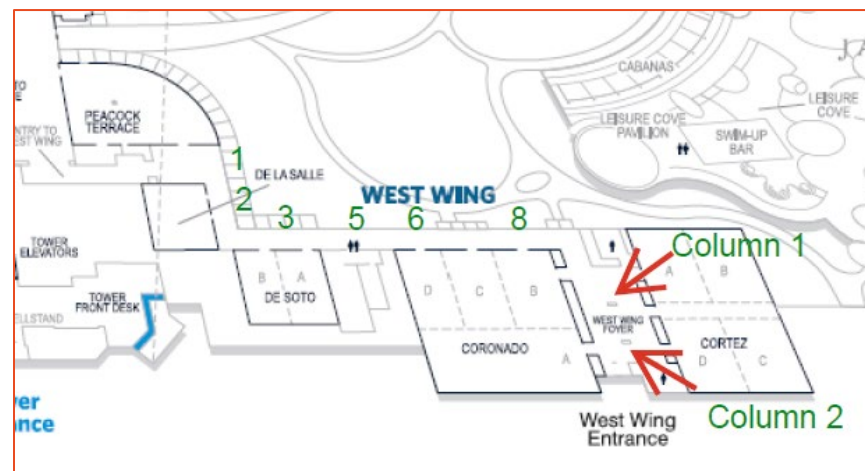 J A
CABANAS
PEACOCK
TERRACE
TO
LEISURE
COVE
LEISURE COVE
PAVILION
SWIM-UP
BAR
NTRY TO
EST WING
1
DE LA SALLE
2
WEST WING
3
5
6
8
TOWER
ELEVATORS
Column 1
B
A
DE SOTO
D
C
B
A
B
TOWER
FRONT DESK
ELLSTAND
WEST WING
FOYER
CORONADO
A
CORTEZ
D
C
wer
ance
West Wing
Entrance
Column 2